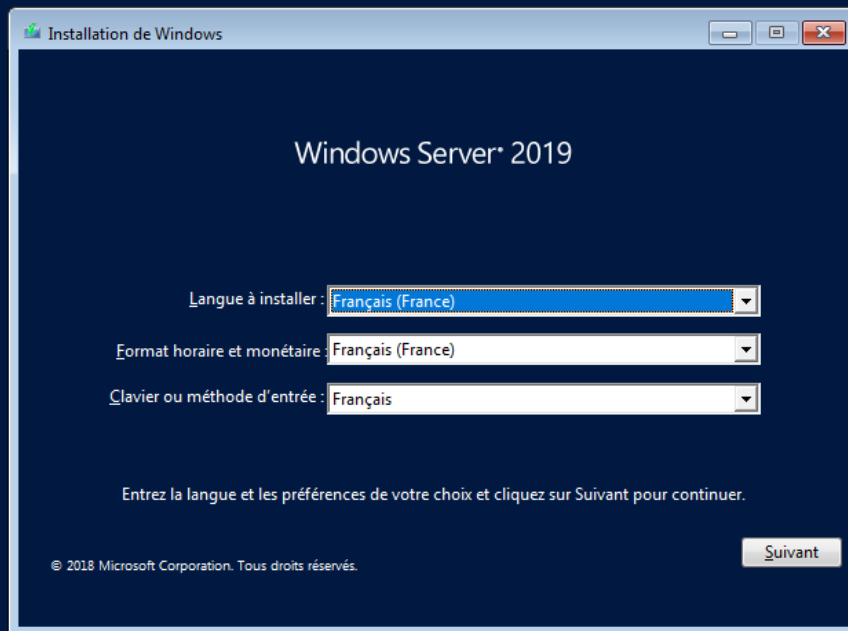 Installation de Windows
Windows Server 2019
Langue à installer : Français (France)
Format horaire et monétaire : Français (France)
Clavier ou méthode d'entrée : Français
Entrez la langue et les préférences de votre choix et cliquez sur Suivant pour continuer.
Suivant
© 2018 Microsoft Corporation. Tous droits réservés.